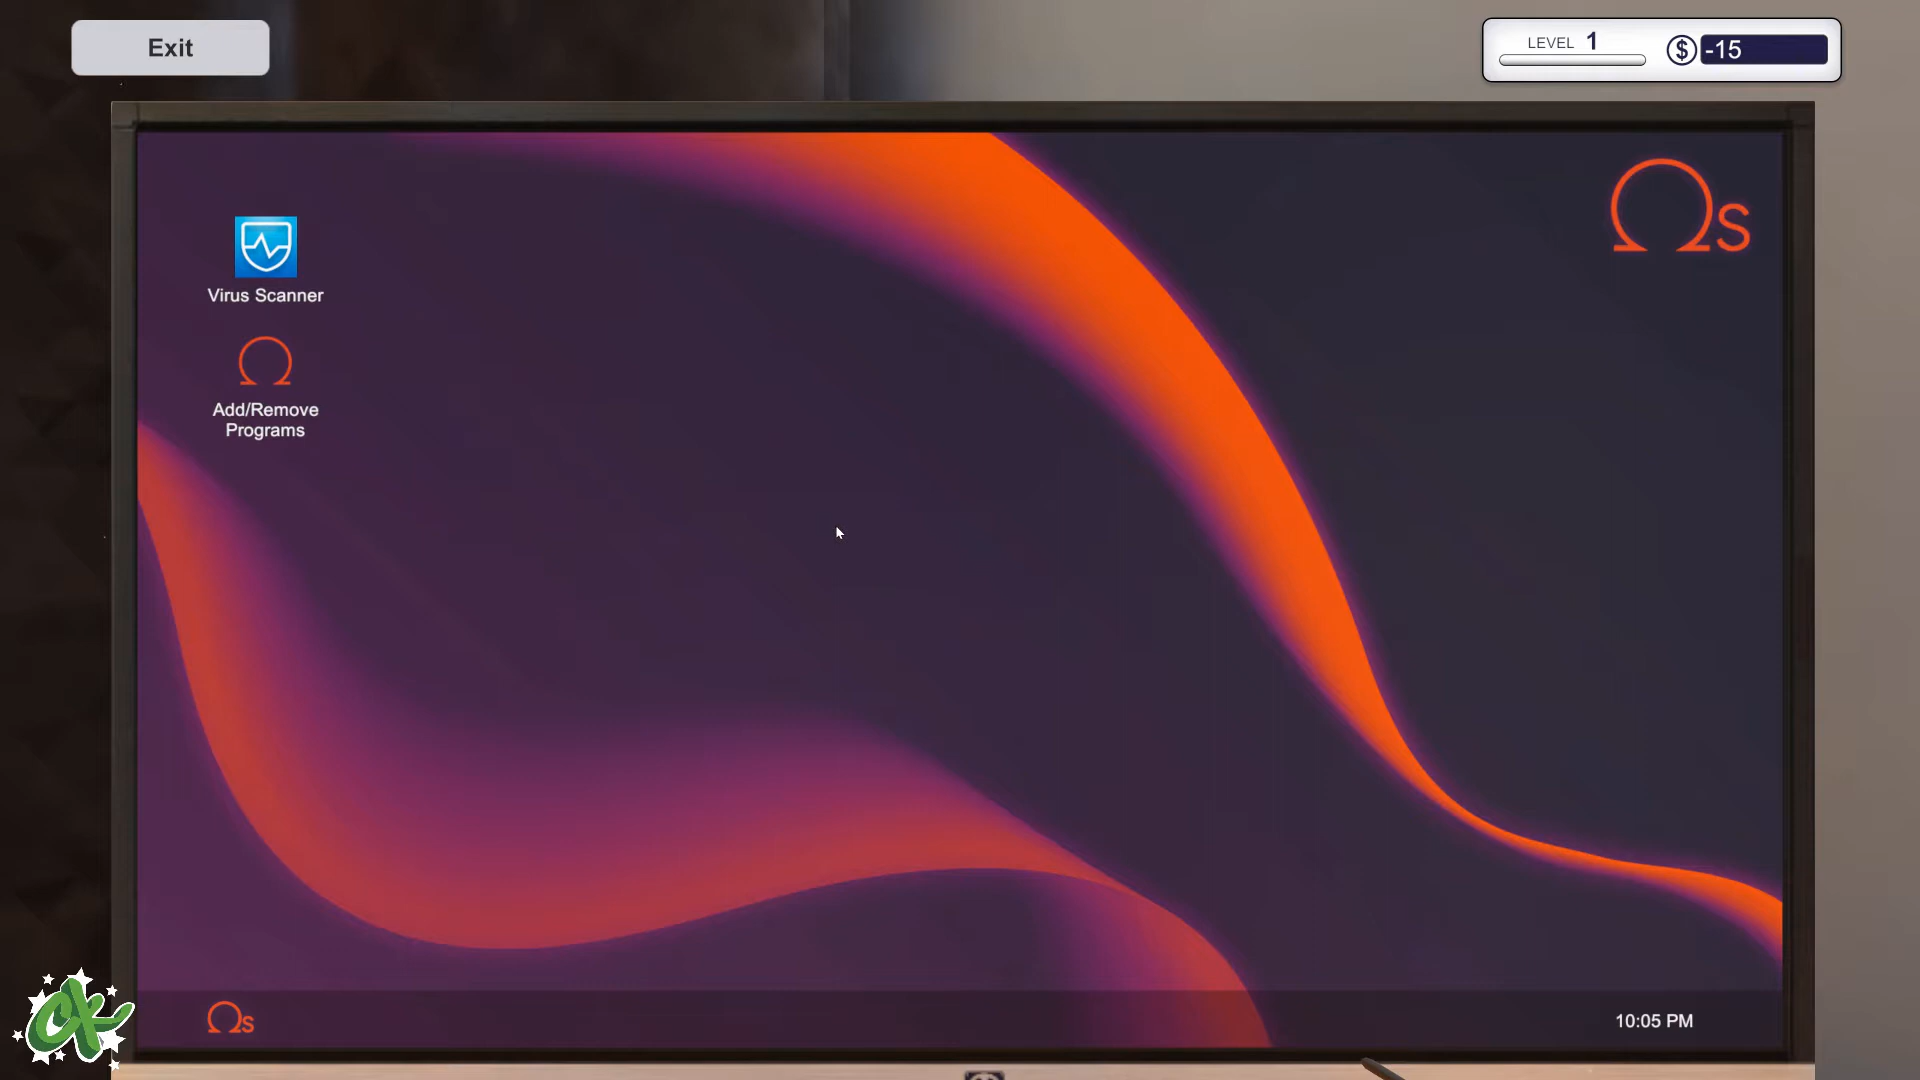 Exit
LEVEL 1
$ -15
Ωs
Virus Scanner
Add/Remove
Programs
Ωs
10:05 PM